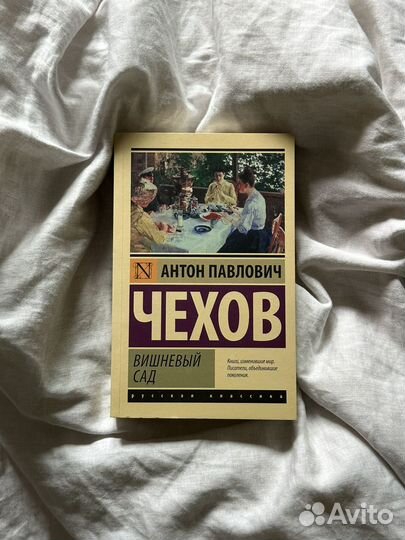 N АНТОН ПАВЛОВИЧ
ЧЕХОВ
ВИШНЕВЫЙ
САД
Книги, изменившие мир.
Писатели, объединившие
поколения.
русская классика
Avito